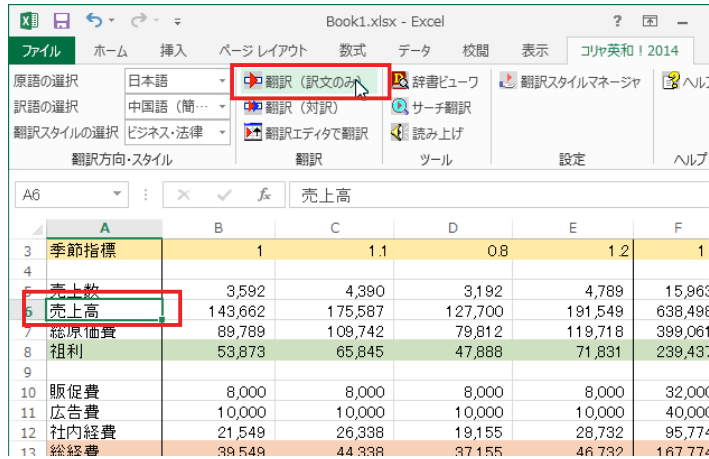 Book1.xlsx - Excel
ファイル ホーム 挿入 ページ レイアウト 数式 データ 校閲 表示 コリャ英和！2014
原語の選択 日本語 翻訳（訳文のみ） 辞書ビューワ 翻訳スタイルマネージャ ヘルプ
訳語の選択 中国語（簡… 翻訳（対訳） サーチ翻訳
翻訳スタイルの選択 ビジネス・法律 翻訳エディタで翻訳 読み上げ
翻訳方向・スタイル 翻訳 ツール 設定 ヘルプ
A6 fx 売上高
A B C D E F
3 季節指標 1 1.1 0.8 1.2 1
4
5 売上数 3,592 4,390 3,192 4,789 15,963
6 売上高 143,662 175,587 127,700 191,549 638,498
7 総原価費 89,789 109,742 79,812 119,718 399,061
8 祖利 53,873 65,845 47,888 71,831 239,437
9
10 販促費 8,000 8,000 8,000 8,000 32,000
11 広告費 10,000 10,000 10,000 10,000 40,000
12 社内経費 21,549 26,338 19,155 28,732 95,774
13 総経費 39,549 44,338 37,155 46,732 167,774